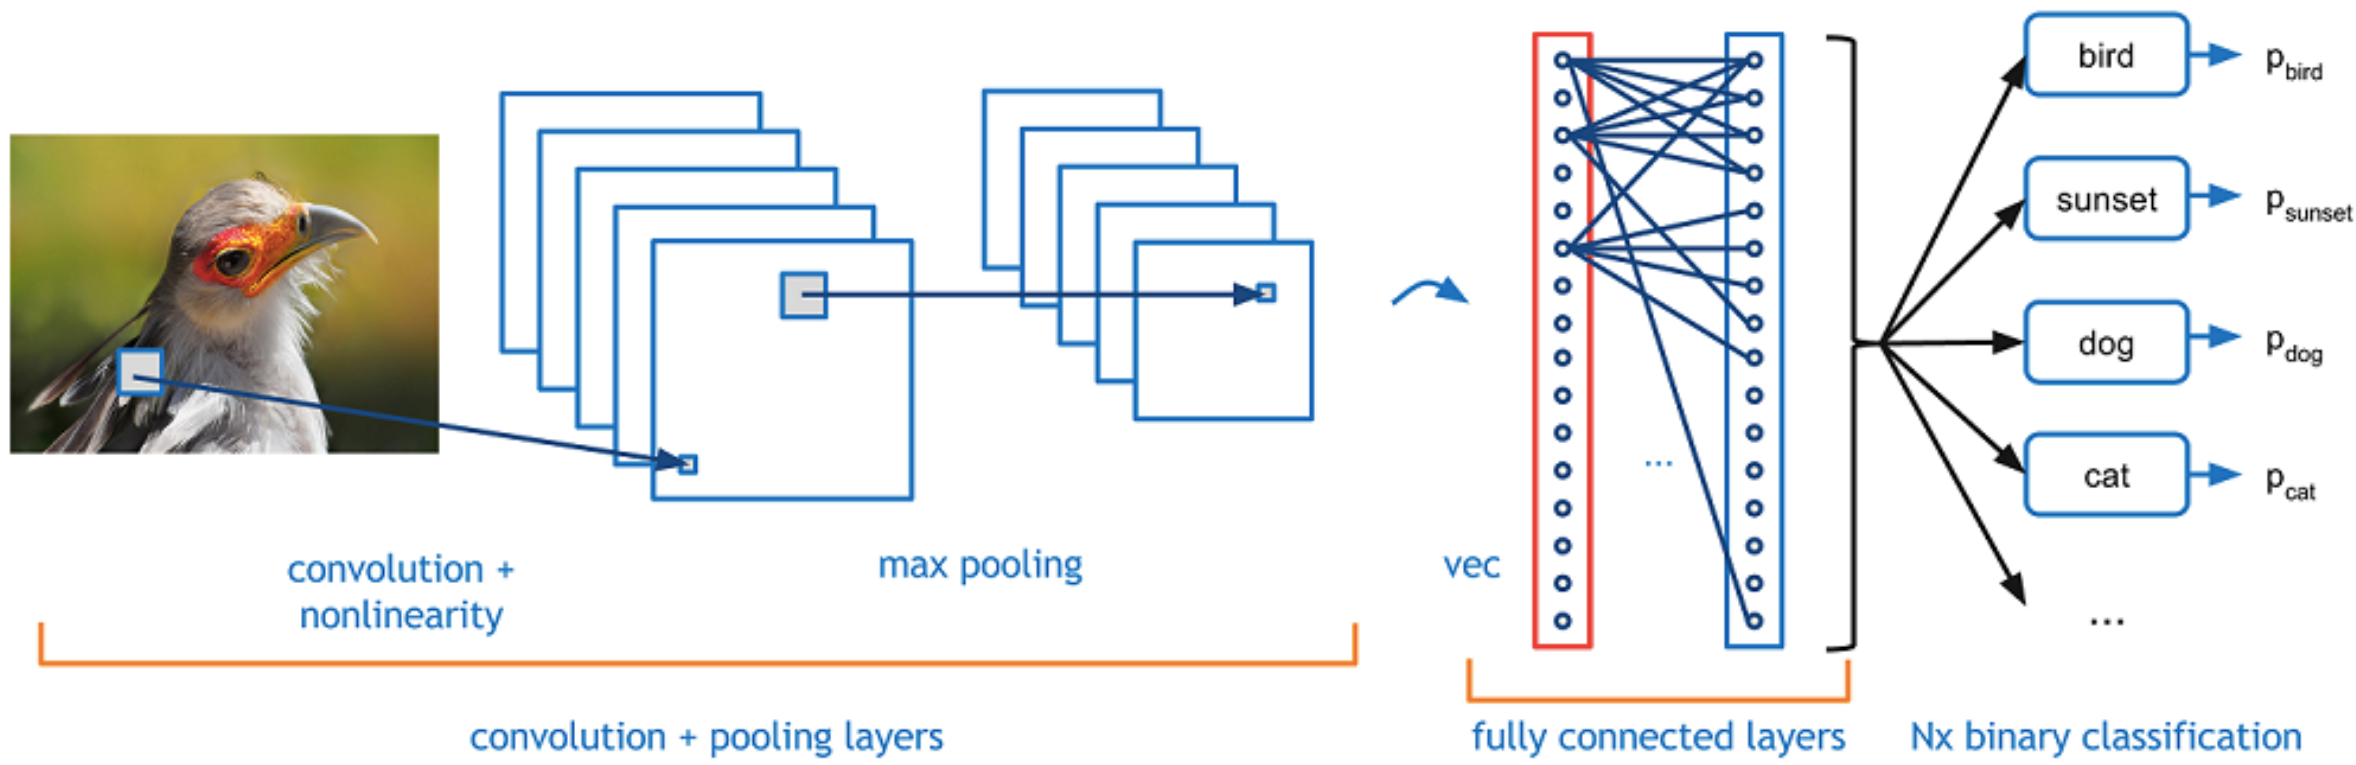 bird
p_bird
sunset
p_sunset
dog
p_dog
cat
p_cat
...
...
convolution +
nonlinearity
max pooling
vec
convolution + pooling layers
fully connected layers
Nx binary classification